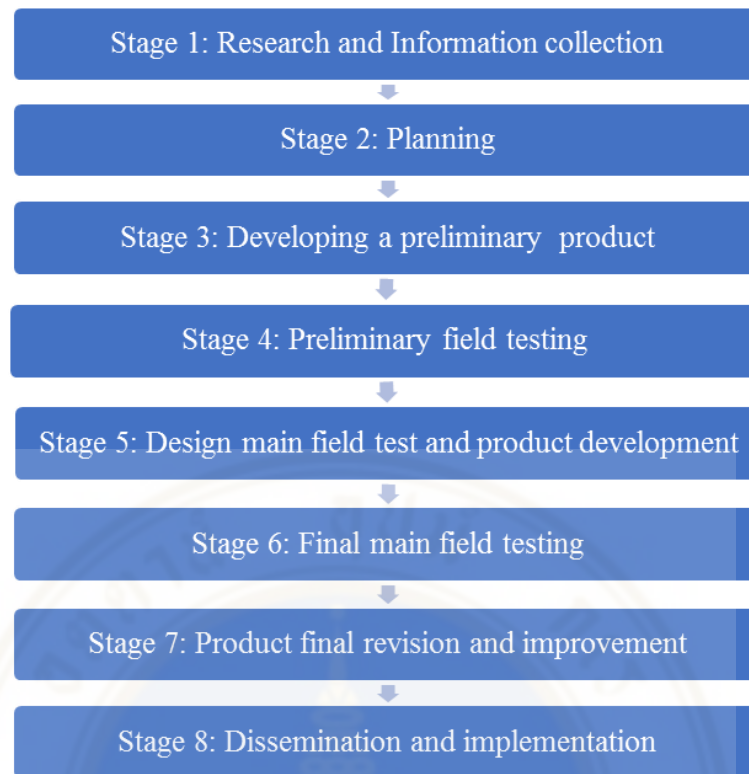 Stage 1: Research and Information collection
Stage 2: Planning
Stage 3: Developing a preliminary product
Stage 4: Preliminary field testing
Stage 5: Design main field test and product development
Stage 6: Final main field testing
Stage 7: Product final revision and improvement
Stage 8: Dissemination and implementation